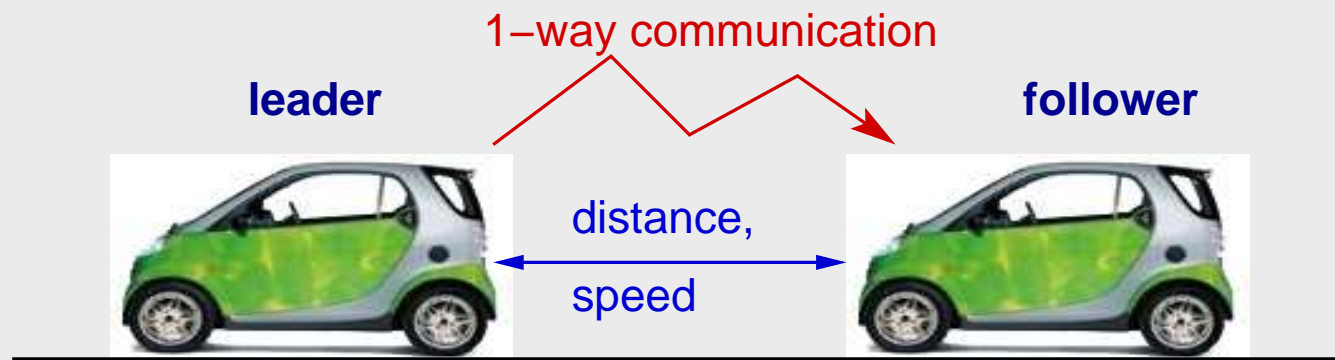 1–way communication
leader
follower
distance,
speed